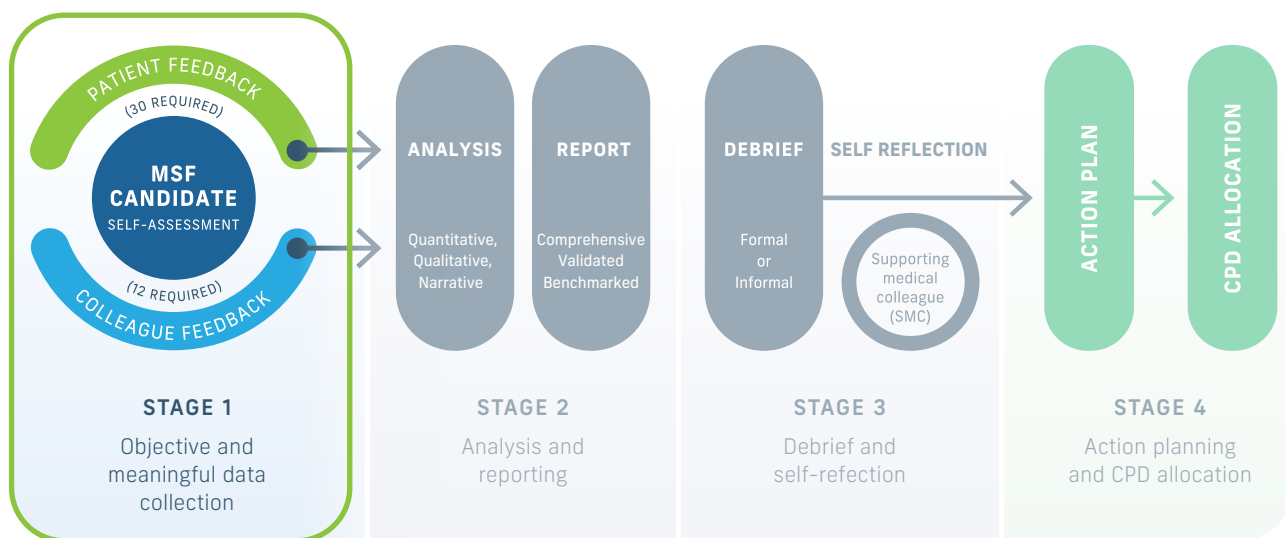 PATIENT FEEDBACK
(30 REQUIRED)
MSF
CANDIDATE
SELF-ASSESSMENT
(12 REQUIRED)
COLLEAGUE FEEDBACK
STAGE 1
Objective and
meaningful data
collection
ANALYSIS
Quantitative,
Qualitative,
Narrative
REPORT
Comprehensive
Validated
Benchmarked
STAGE 2
Analysis and
reporting
DEBRIEF
Formal
or
Informal
SELF REFLECTION
Supporting
medical
colleague
(SMC)
STAGE 3
Debrief and
self-refection
ACTION PLAN
CPD ALLOCATION
STAGE 4
Action planning
and CPD allocation